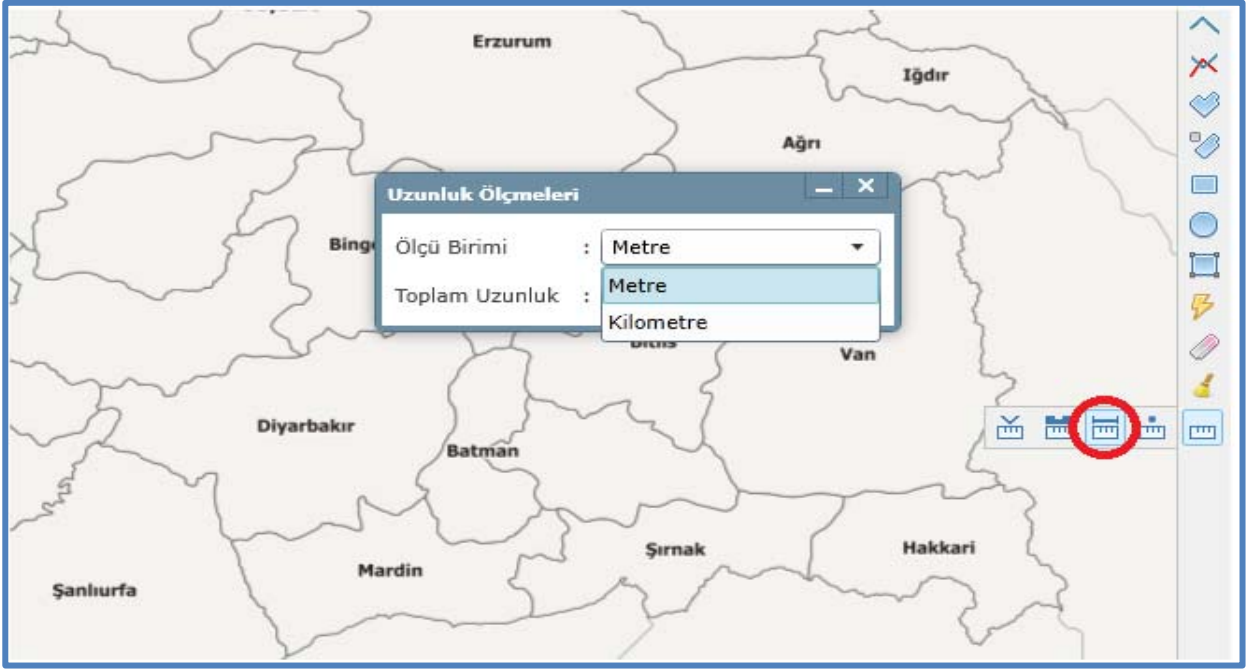 Erzurum
Iğdır
Ağrı
Uzunluk Ölçmeleri
Ölçü Birimi : Metre
Metre
Toplam Uzunluk :
Kilometre
Van
Diyarbakır
Batman
Şırnak
Hakkari
Mardin
Şanlıurfa